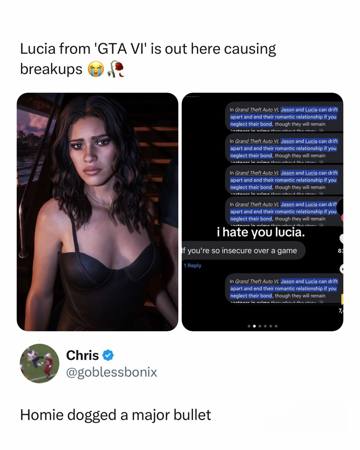 Lucia from 'GTA VI' is out here causing
breakups 😭🥀
In Grand Theft Auto VI, Jason and Lucia can drift
apart and end their romantic relationship if you
neglect their bond, though they will remain
In Grand Theft Auto VI, Jason and Lucia can drift
apart and end their romantic relationship if you
neglect their bond, though they will remain
In Grand Theft Auto VI, Jason and Lucia can drift
apart and end their romantic relationship if you
neglect their bond, though they will remain
In Grand Theft Auto VI, Jason and Lucia can drift
apart and end their romantic relationship if you
i hate you lucia.
If you're so insecure over a game
1 Reply
In Grand Theft Auto VI, Jason and Lucia can drift
apart and end their romantic relationship if you
neglect their bond, though they will remain
Chris
@goblessbonix
Homie dogged a major bullet